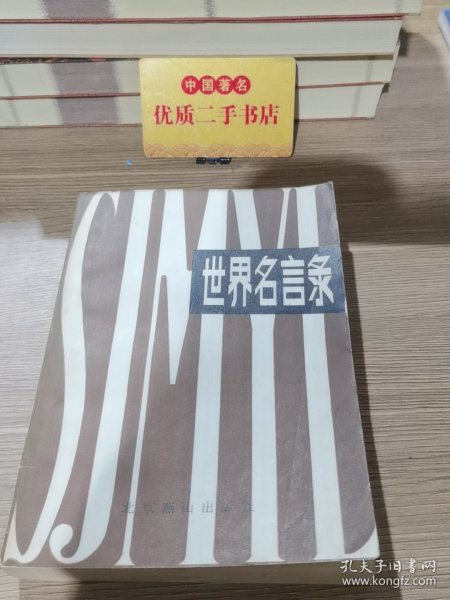 中国著名
优质二手书店
世界名言录
SJMYL
北京燕山出版社
孔夫子旧书网
www.kongfz.com